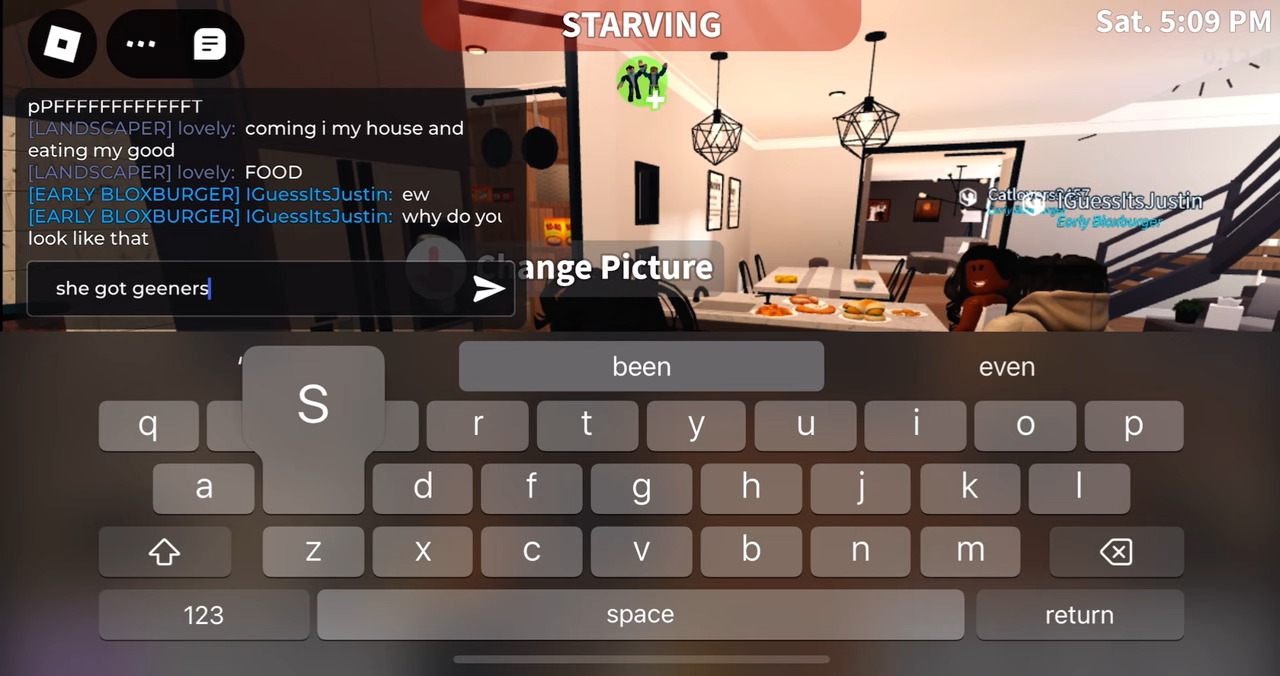 STARVING
Sat. 5:09 PM
pPFFFFFFFFFFFFT
[LANDSCAPER] lovely: coming i my house and
eating my good
[LANDSCAPER] lovely: FOOD
[EARLY BLOXBURGER] IGuessItsJustin: ew
[EARLY BLOXBURGER] IGuessItsJustin: why do you
look like that
IGuessItsJustin
Early Bloxburger
Change Picture
she got geeners
been
even
S
q r t y u i o p
a d f g h j k l
z x c v b n m
123 space return